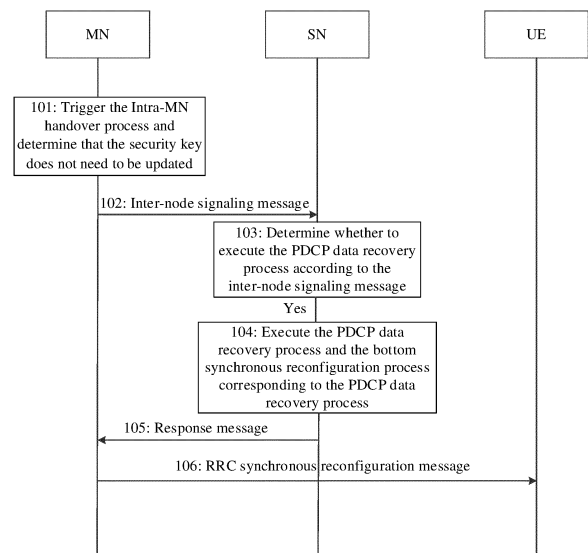 MN
SN
UE
101: Trigger the Intra-MN
handover process and
determine that the security key
does not need to be updated
102: Inter-node signaling message
103: Determine whether to
execute the PDCP data recovery
process according to the
inter-node signaling message
Yes
104: Execute the PDCP data
recovery process and the bottom
synchronous reconfiguration process
corresponding to the PDCP data
recovery process
105: Response message
106: RRC synchronous reconfiguration message